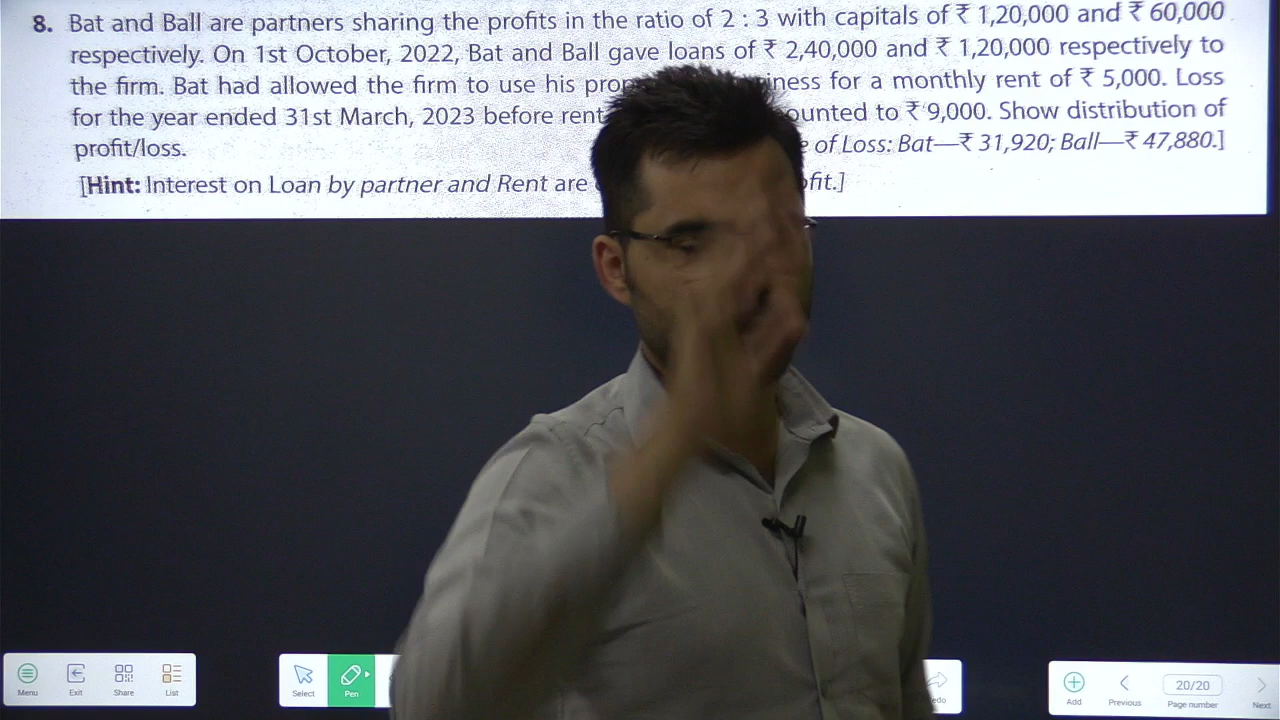 8. Bat and Ball are partners sharing the profits in the ratio of 2 : 3 with capitals of ₹ 1,20,000 and ₹ 60,000
respectively. On 1st October, 2022, Bat and Ball gave loans of ₹ 2,40,000 and ₹ 1,20,000 respectively to
the firm. Bat had allowed the firm to use his for a monthly rent of ₹ 5,000. Loss
for the year ended 31st March, 2023 before rent to ₹ 9,000. Show distribution of
profit/loss. of Loss: Bat—₹ 31,920; Ball—₹ 47,880.]
[Hint: Interest on Loan by partner and Rent are
Menu
Exit
Share
List
Select
Pen
Add
Previous
20/20
Page number
Next